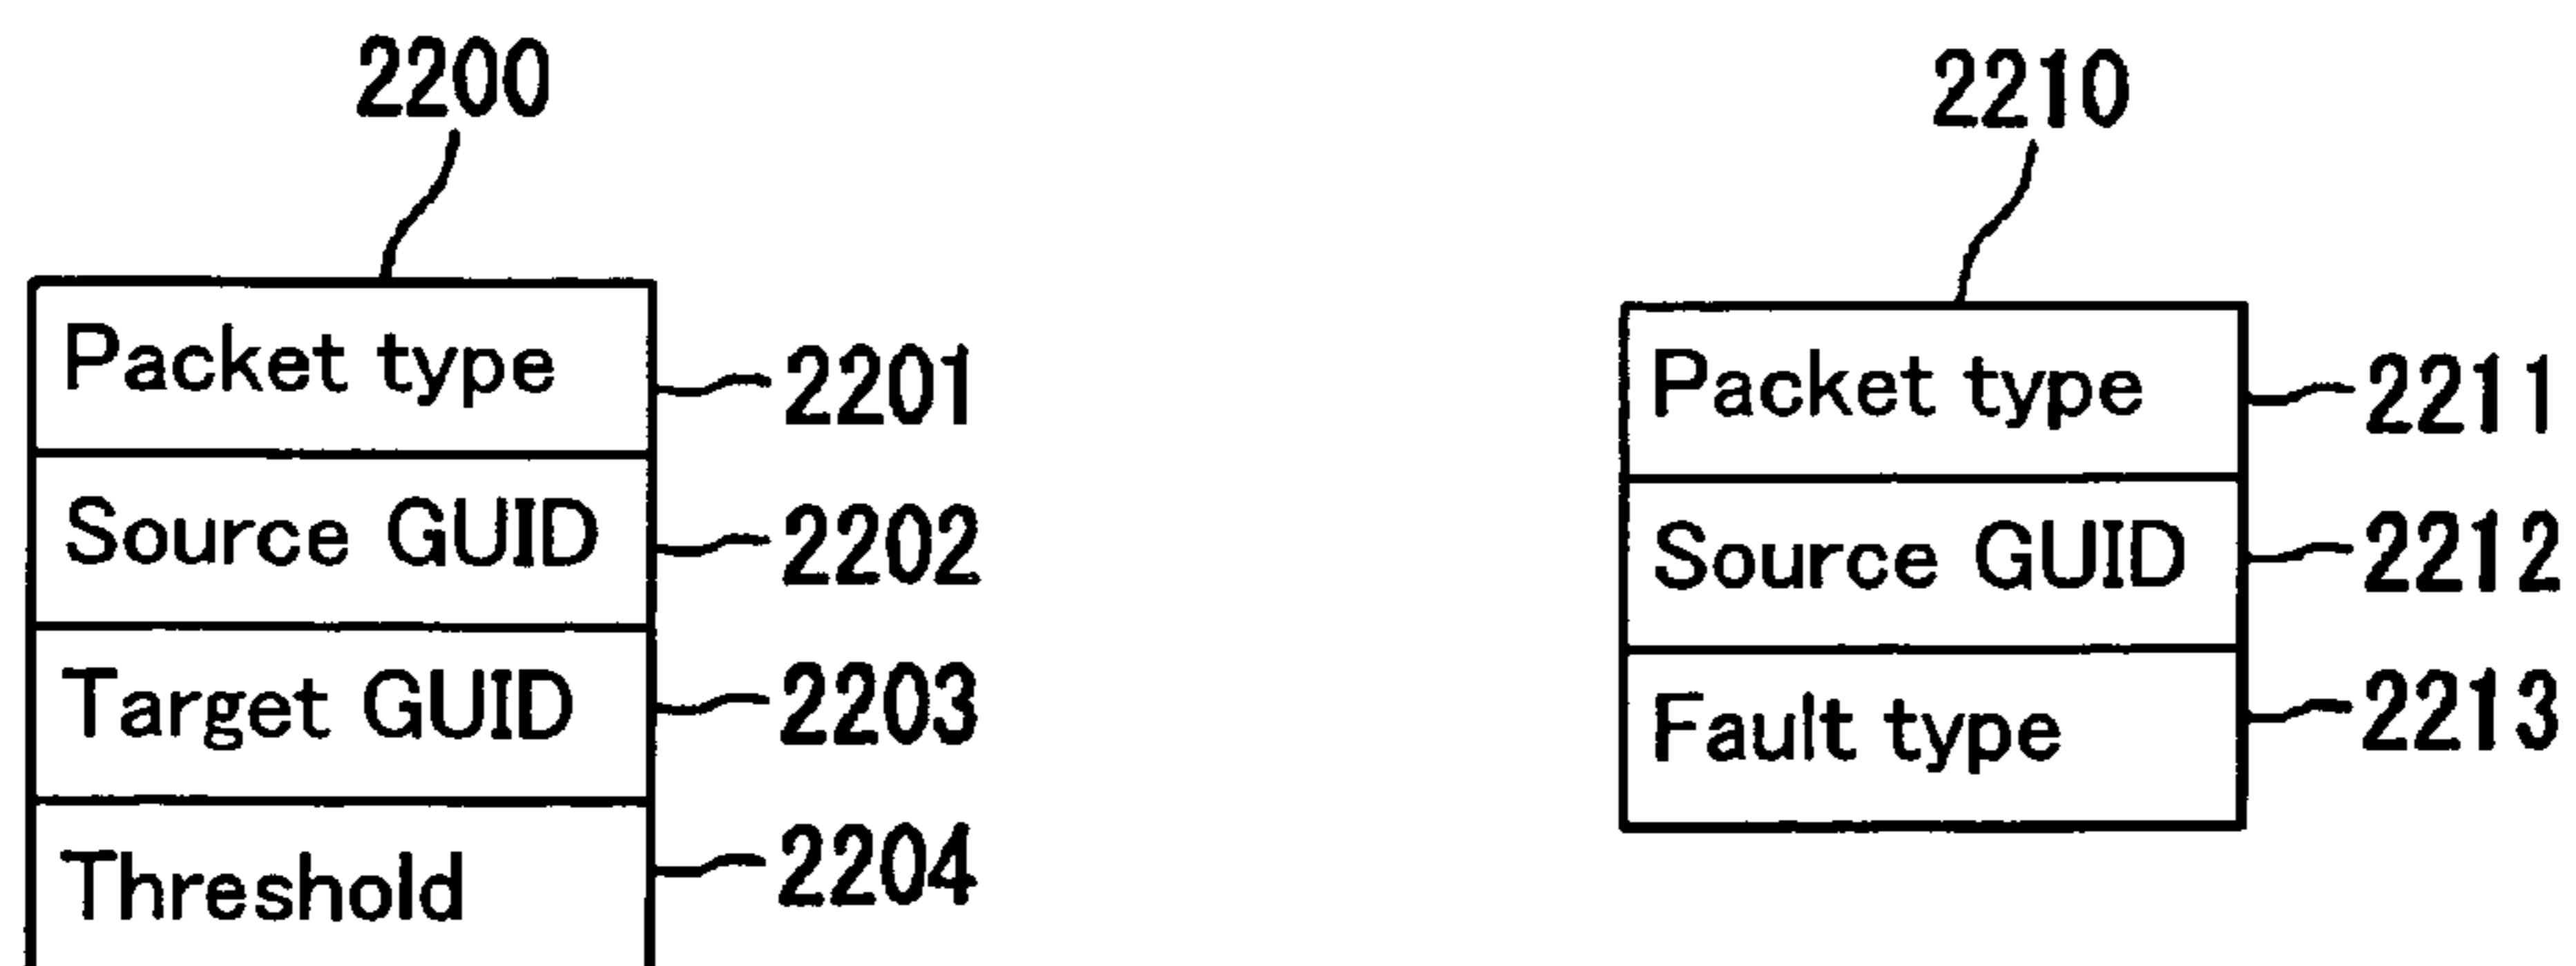 2200
Packet type
2201
Source GUID
2202
Target GUID
2203
Threshold
2204
2210
Packet type
2211
Source GUID
2212
Fault type
2213